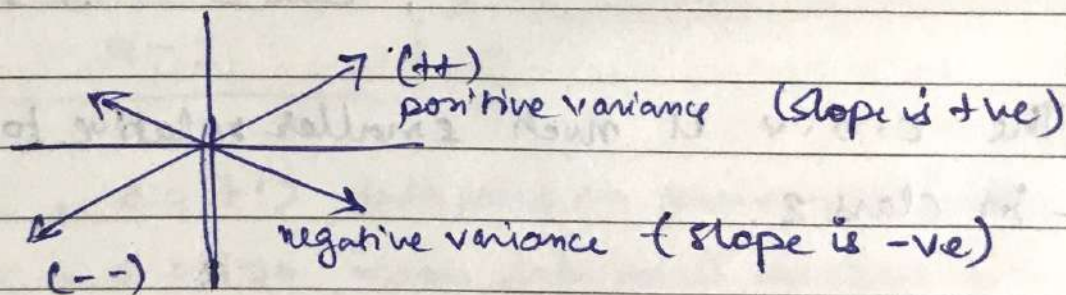 (++)
positive variance (slope is +ve)
negative variance (slope is -ve)
(--)